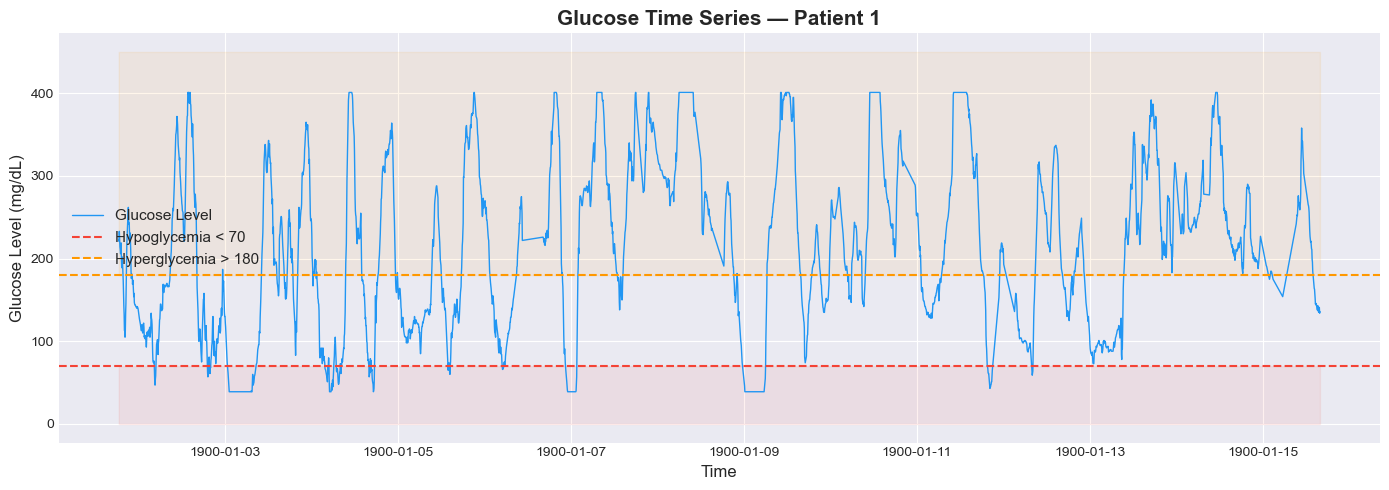 Glucose Time Series — Patient 1
Glucose Level (mg/dL)
400
300
200
100
0
Glucose Level
Hypoglycemia < 70
Hyperglycemia > 180
1900-01-03
1900-01-05
1900-01-07
1900-01-09
1900-01-11
1900-01-13
1900-01-15
Time